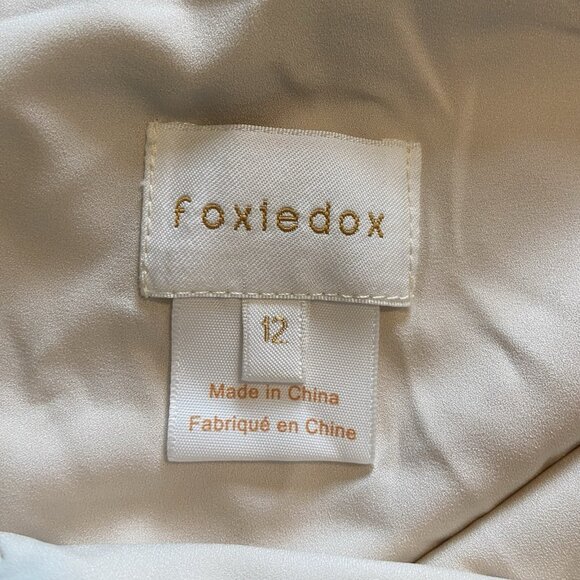 foxiedox
12
Made in China
Fabriqué en Chine